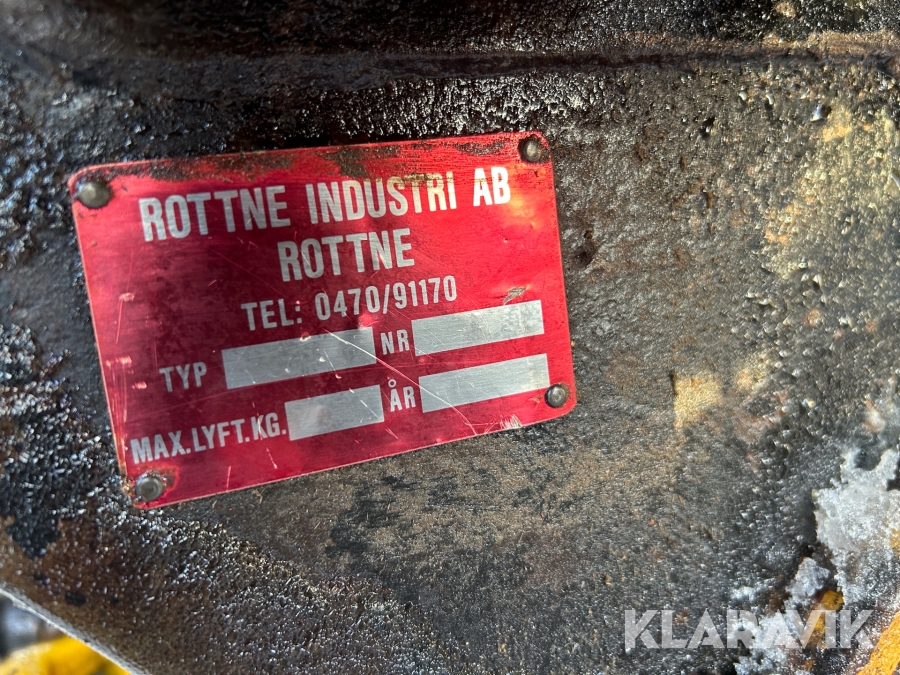 ROTTNE INDUSTRI AB
ROTTNE
TEL: 0470/91170
TYP NR
MAX.LYFT.KG. ÅR
KLARAVIK